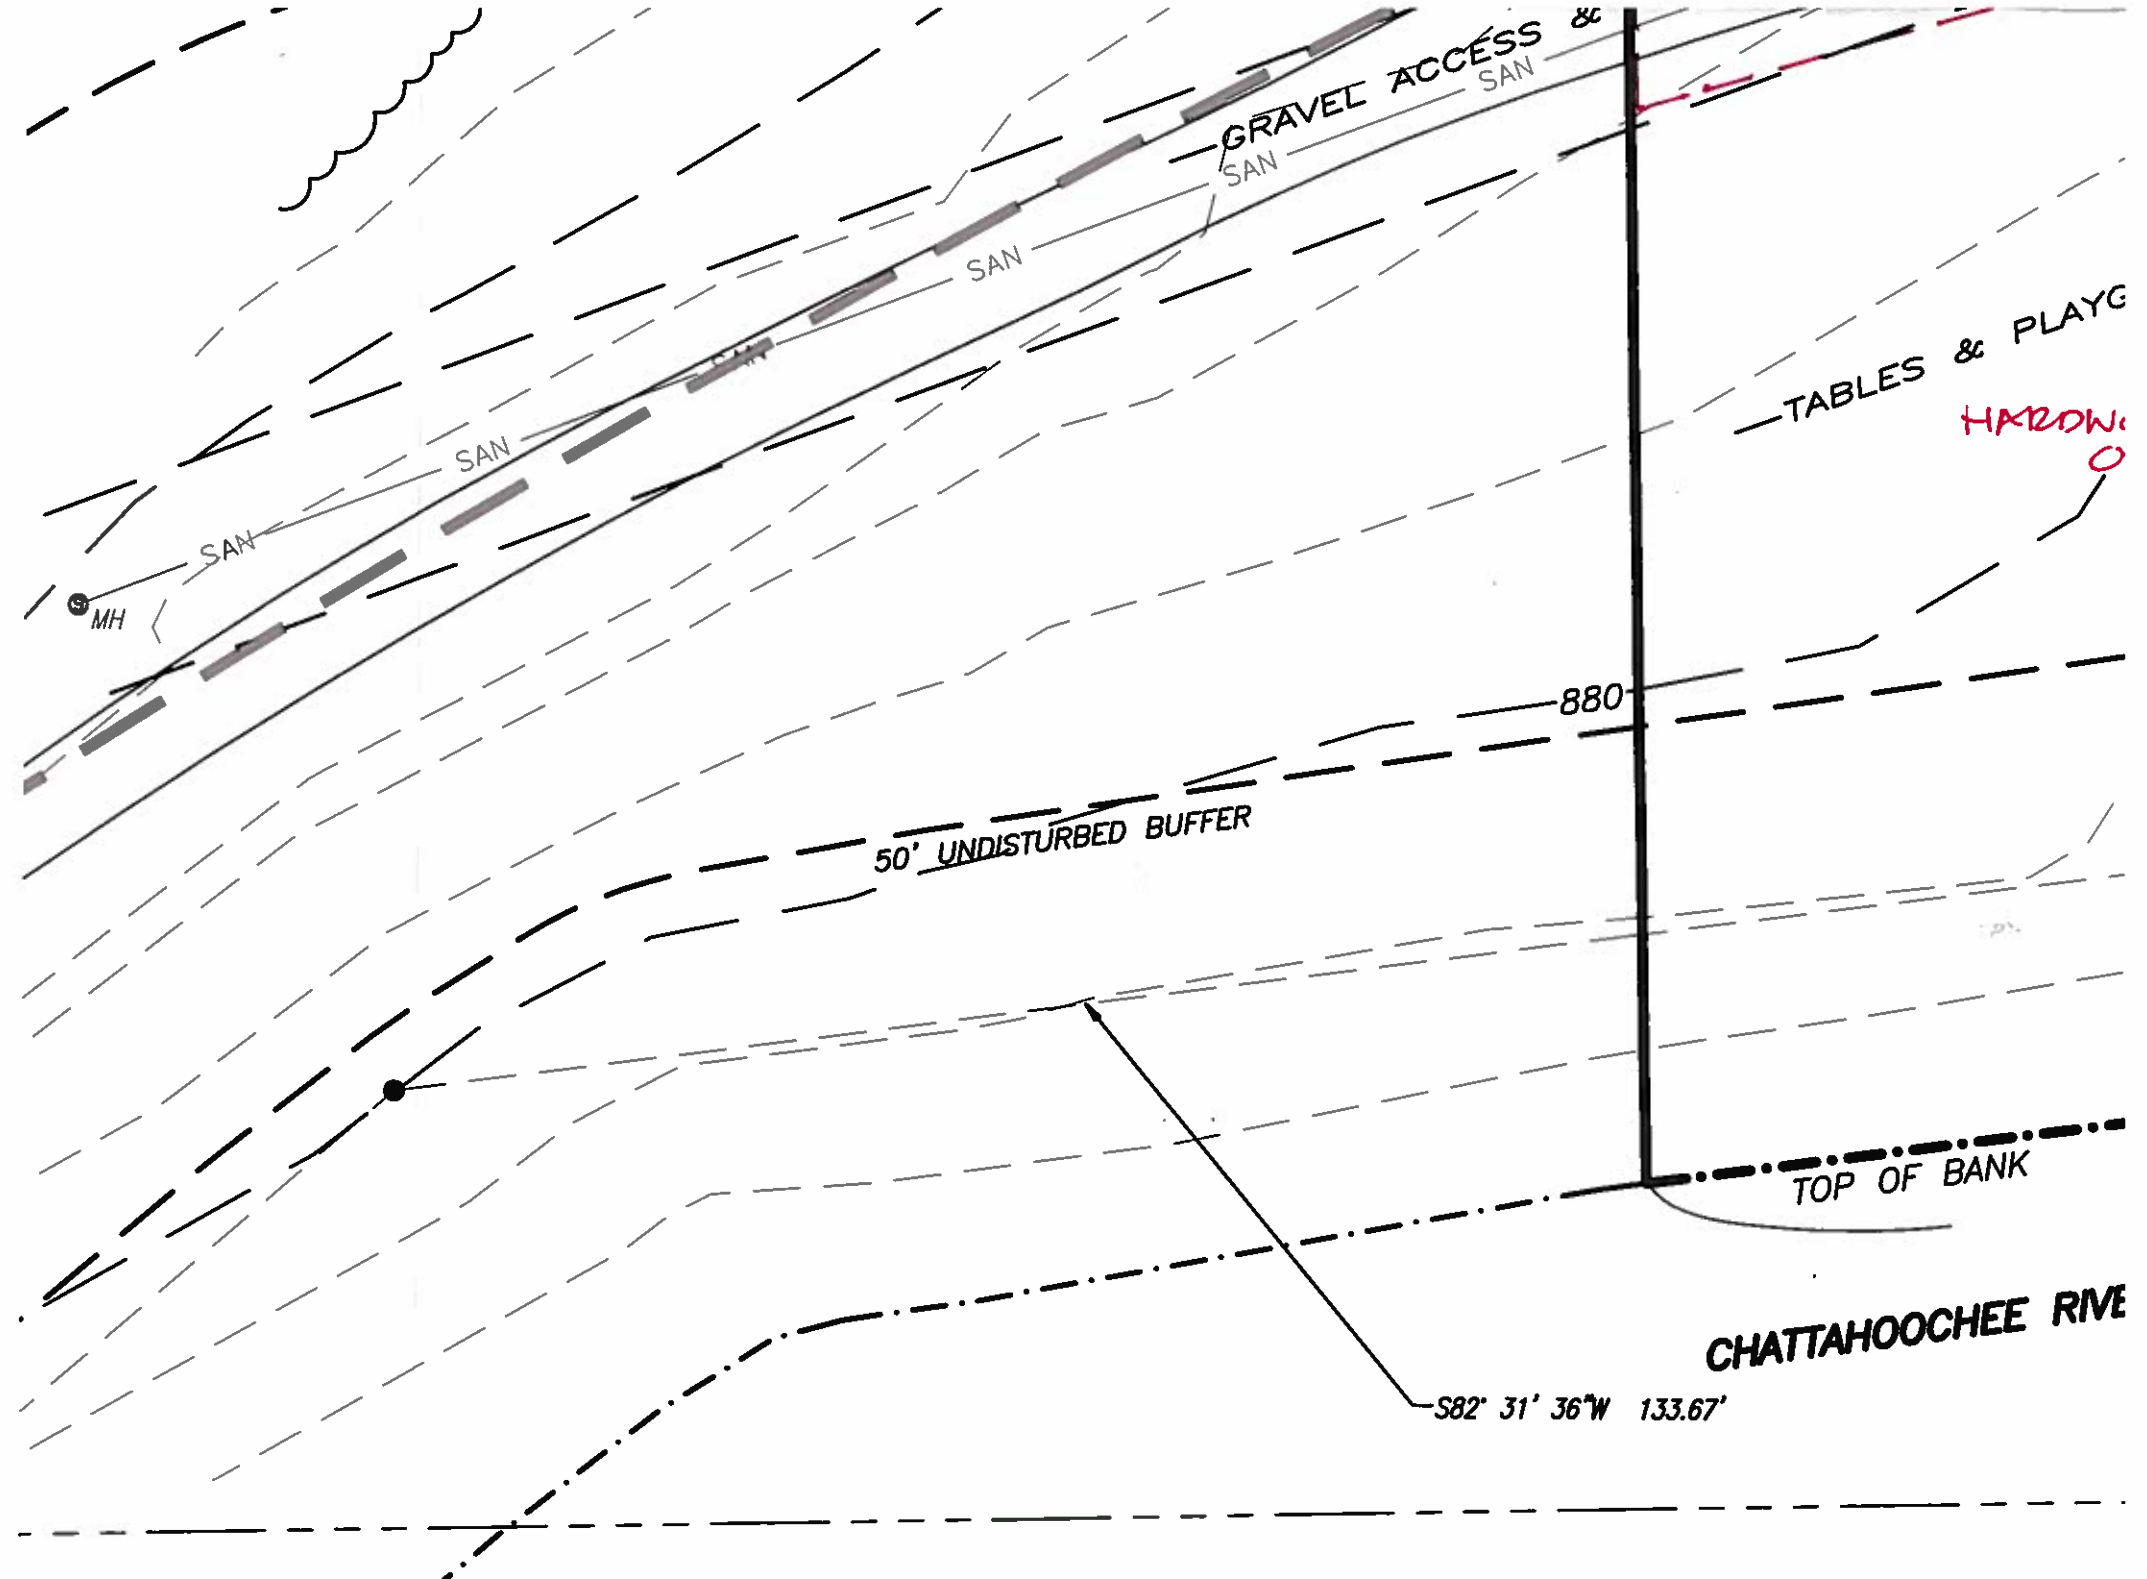 GRAVEL ACCESS &
SAN
SAN
SAN
SAN
SAN
SAN
MH
TABLES & PLAYG
HARDW
O
880
50' UNDISTURBED BUFFER
TOP OF BANK
CHATTAHOOCHEE RIVE
S82° 31' 36"W 133.67'